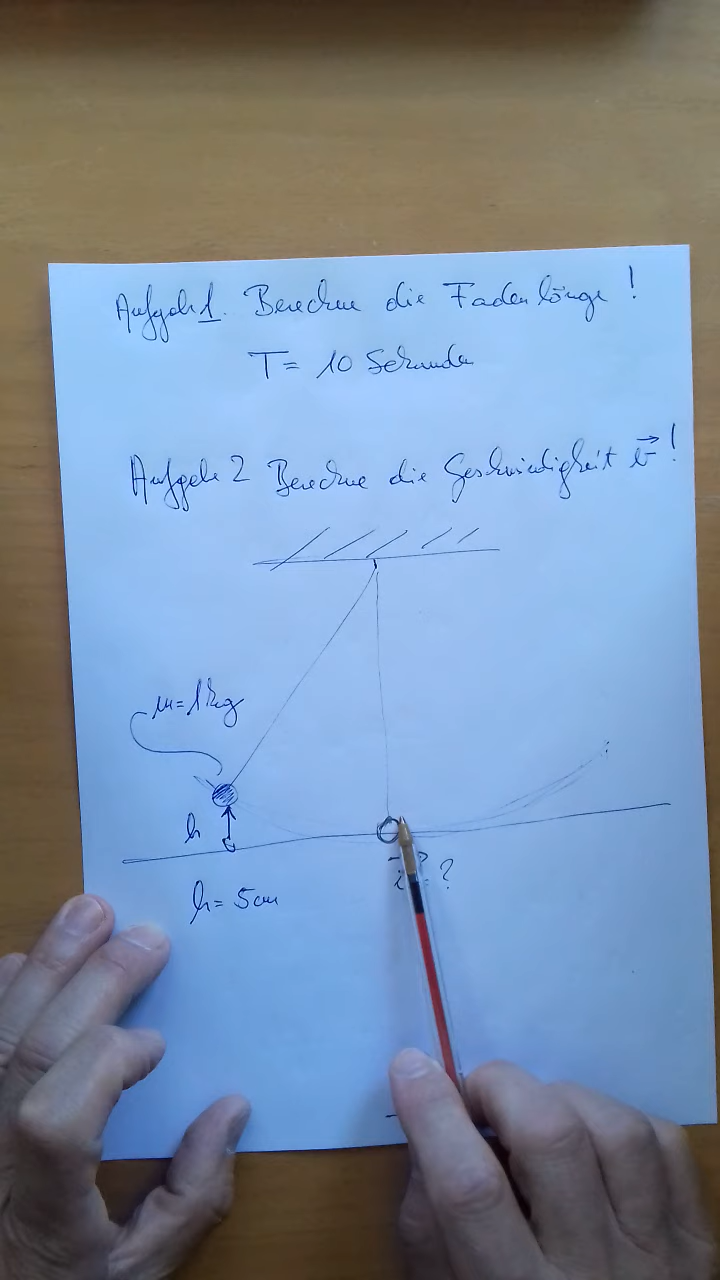 Aufgabe 1. Berechne die Fadenlänge!
T = 10 Sekunden
Aufgabe 2 Berechne die Geschwindigkeit v⃗!
m = 1kg
h
h = 5cm
= ?